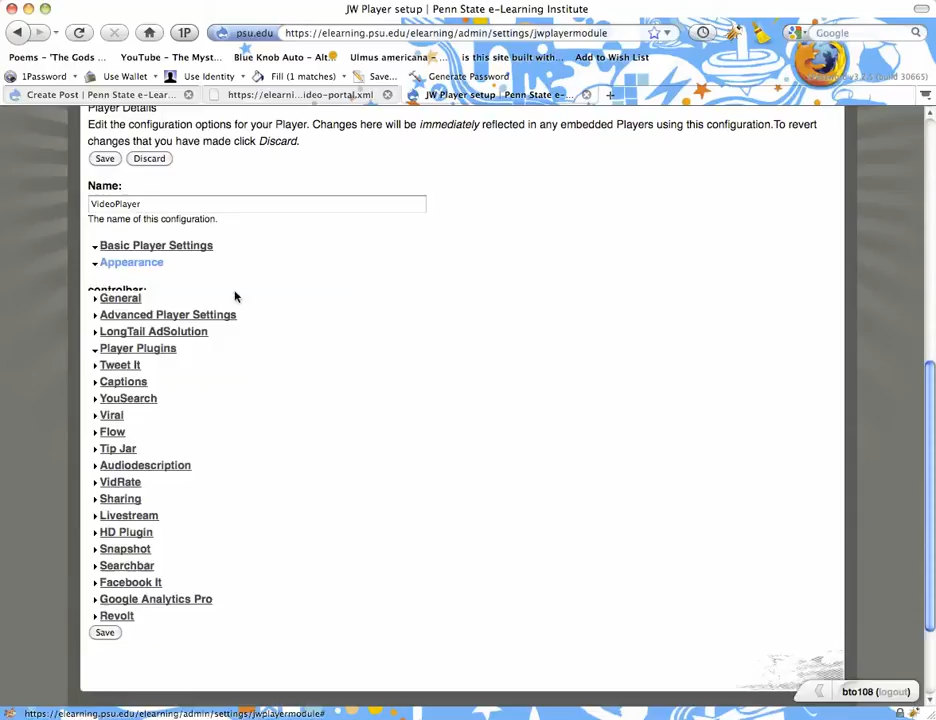 JW Player setup | Penn State e-Learning Institute
psu.edu https://elearning.psu.edu/elearning/admin/settings/jwplayermodule Google
Poems - 'The Gods ... YouTube - The Myst... Blue Knob Auto - Alt... Ulmus americana – ... is this site built with... Add to Wish List
1Password Use Wallet Use Identity Fill (1 matches) Save... Generate Password
Create Post | Penn State e-Lear... https://elearni...ideo-portal.xml JW Player setup | Penn State e-...
Player Details
Edit the configuration options for your Player. Changes here will be immediately reflected in any embedded Players using this configuration.To revert
changes that you have made click Discard.
Save Discard
Name:
VideoPlayer
The name of this configuration.
Basic Player Settings
Appearance
controlbar:
General
Advanced Player Settings
LongTail AdSolution
Player Plugins
Tweet It
Captions
YouSearch
Viral
Flow
Tip Jar
Audiodescription
VidRate
Sharing
Livestream
HD Plugin
Snapshot
Searchbar
Facebook It
Google Analytics Pro
Revolt
Save
bto108 (logout)
https://elearning.psu.edu/elearning/admin/settings/jwplayermodule#